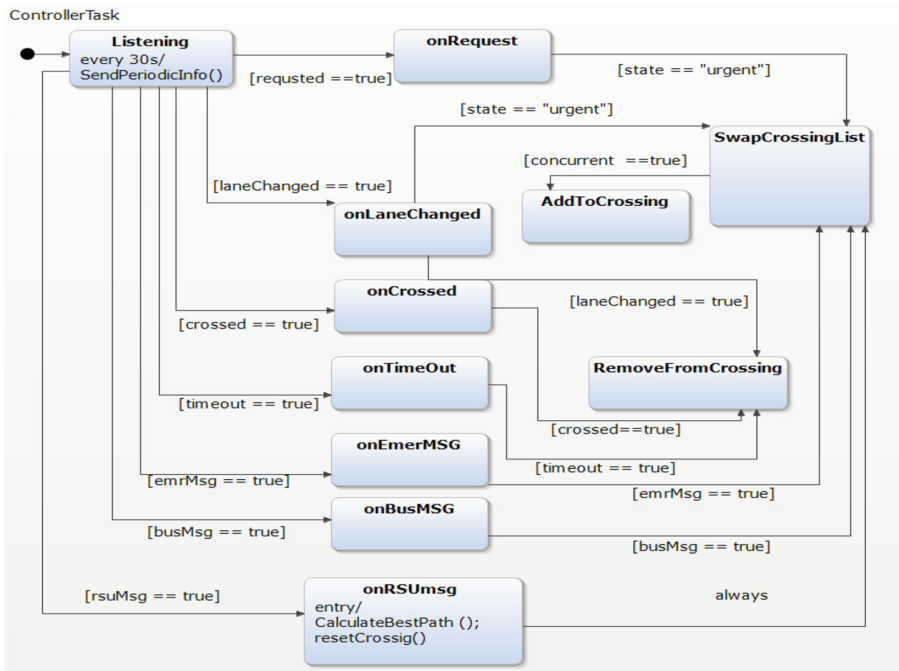 ControllerTask
Listening
every 30s/
SendPeriodicInfo()
onRequest
[requsted ==true]
[state == "urgent"]
[state == "urgent"]
SwapCrossingList
[concurrent ==true]
AddToCrossing
[laneChanged == true]
onLaneChanged
onCrossed
[laneChanged == true]
[crossed == true]
onTimeOut
RemoveFromCrossing
[timeout == true]
[crossed==true]
onEmerMSG
[timeout == true]
[emrMsg == true]
[emrMsg == true]
onBusMSG
[busMsg == true]
[busMsg == true]
onRSUmsg
[rsuMsg == true]
always
entry/
CalculateBestPath ();
resetCrossig()